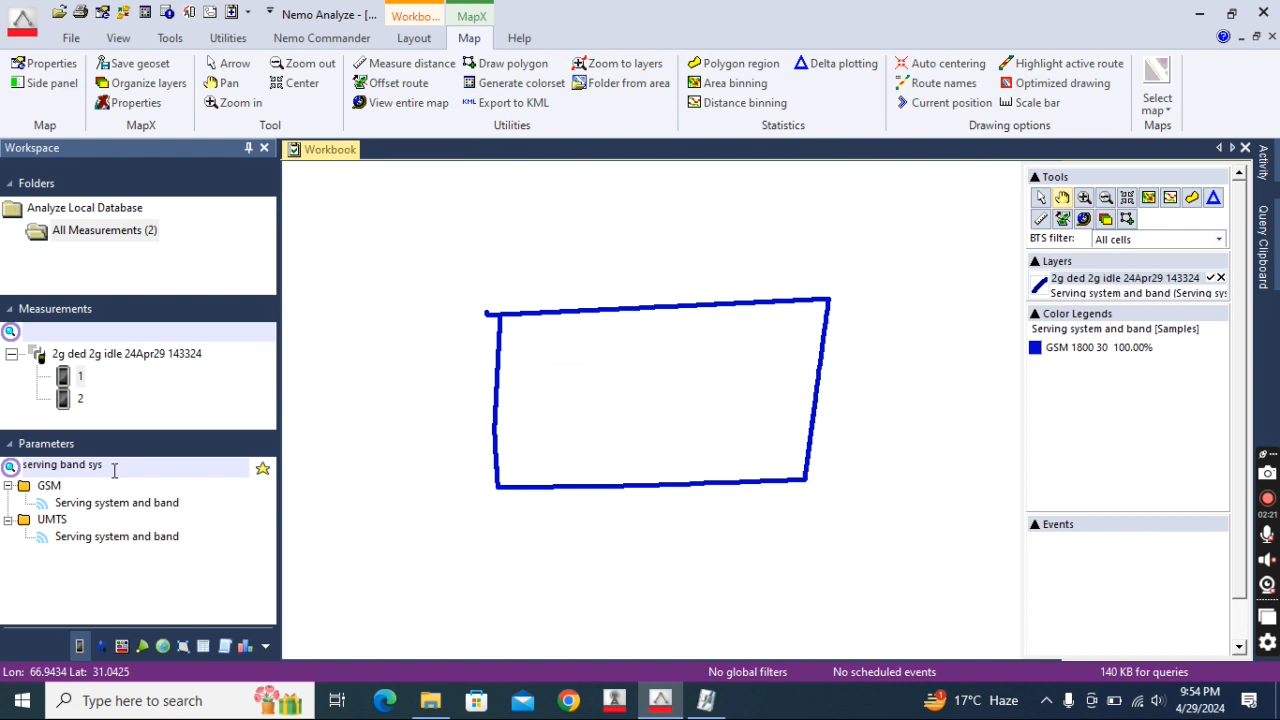 Nemo Analyze - [...
Workbo...
MapX
File
View
Tools
Utilities
Nemo Commander
Layout
Map
Help
Properties
Side panel
Map
Save geoset
Organize layers
Properties
MapX
Arrow
Pan
Zoom in
Zoom out
Center
Tool
Measure distance
Offset route
View entire map
Draw polygon
Generate colorset
KML Export to KML
Zoom to layers
Folder from area
Utilities
Polygon region
Area binning
Distance binning
Delta plotting
Statistics
Auto centering
Route names
Current position
Highlight active route
Optimized drawing
Scale bar
Drawing options
Select
map
Maps
Workspace
Folders
Analyze Local Database
All Measurements (2)
Measurements
2g ded 2g idle 24Apr29 143324
1
2
Parameters
serving band sys
GSM
Serving system and band
UMTS
Serving system and band
Workbook
Tools
BTS filter: All cells
Layers
2g ded 2g idle 24Apr29 143324
Serving system and band (Serving sys
Color Legends
Serving system and band [Samples]
GSM 1800 30 100.00%
Events
Activity
Query Clipboard
02:21
Lon: 66.9434 Lat: 31.0425
No global filters
No scheduled events
140 KB for queries
Type here to search
1
17°C Haze
9:54 PM
4/29/2024